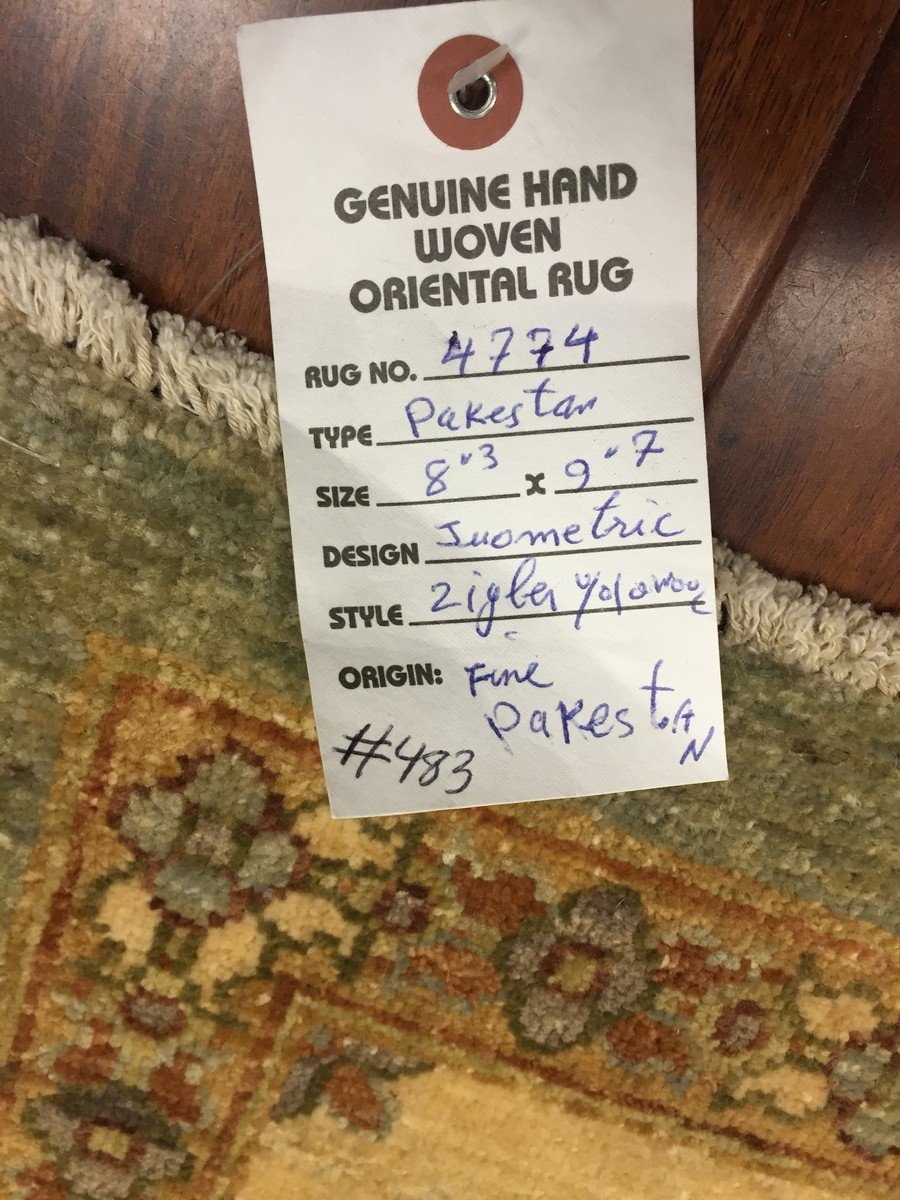 GENUINE HAND
WOVEN
ORIENTAL RUG
RUG NO. 4774
TYPE Pakestan
SIZE 8"3 x 9"7
DESIGN Juometric
STYLE Zigler
ORIGIN: Fine
Pakestan
#483